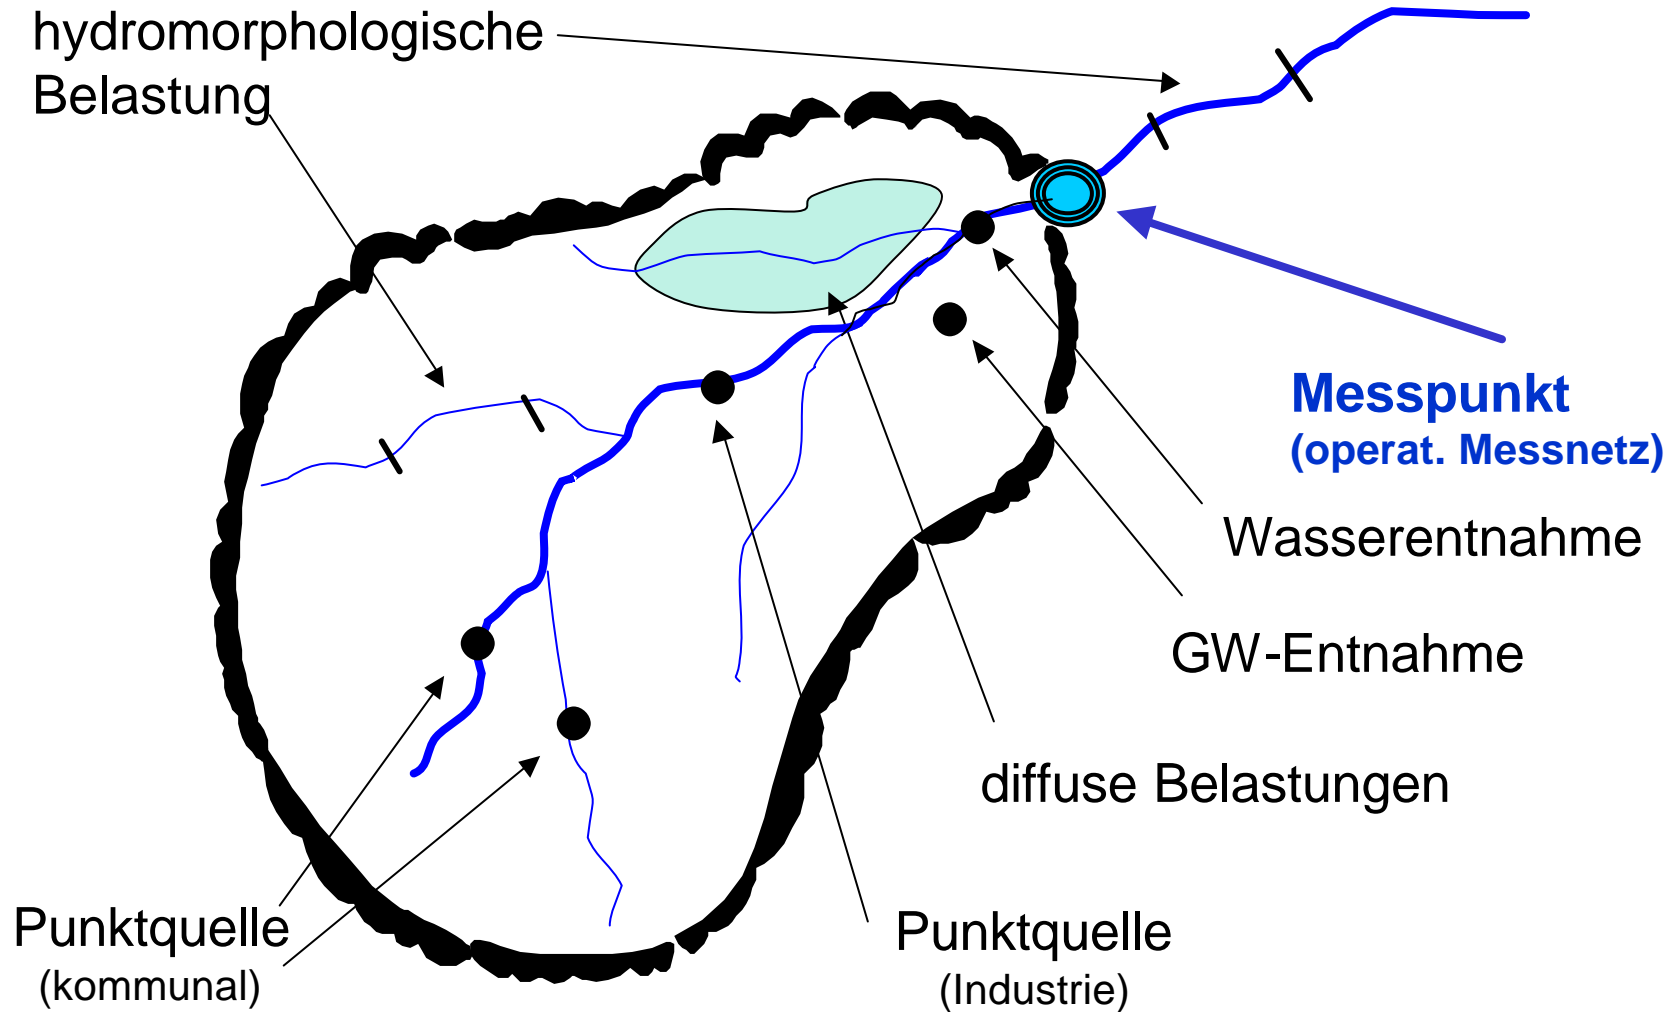 hydromorphologische
Belastung
Messpunkt
(operat. Messnetz)
Wasserentnahme
GW-Entnahme
diffuse Belastungen
Punktquelle
(kommunal)
Punktquelle
(Industrie)